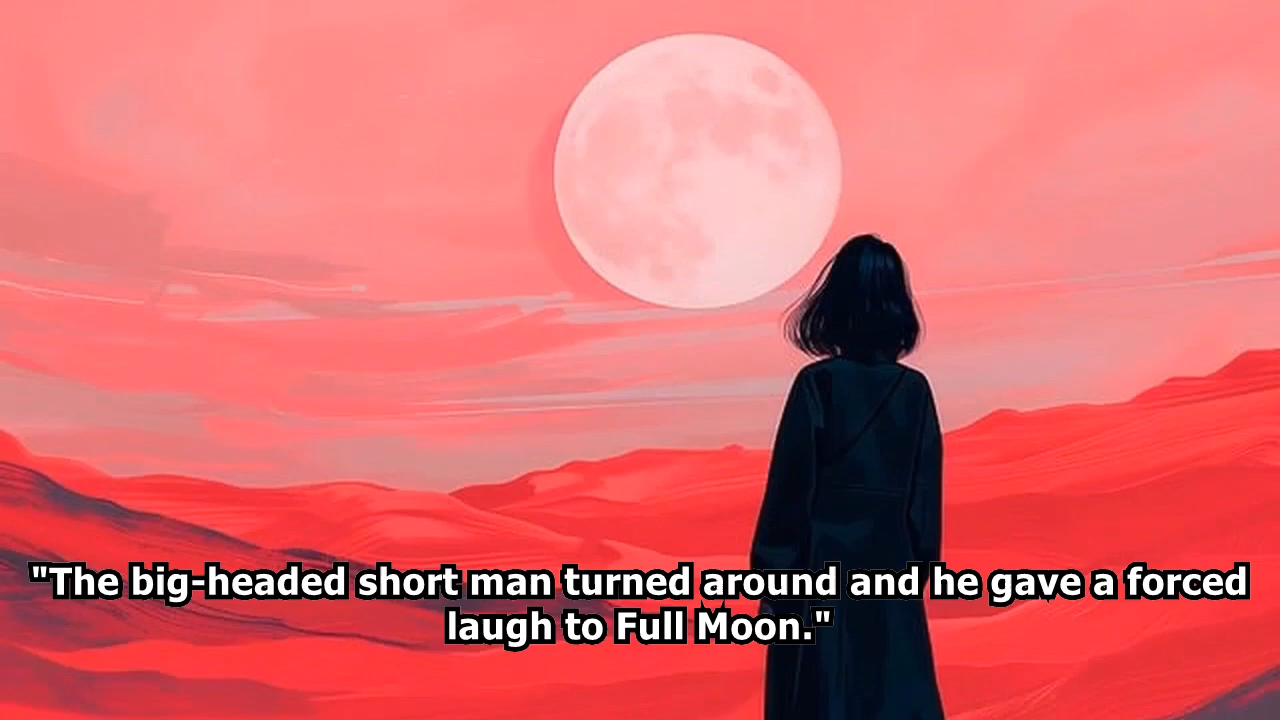 "The big-headed short man turned around and he gave a forced
laugh to Full Moon."